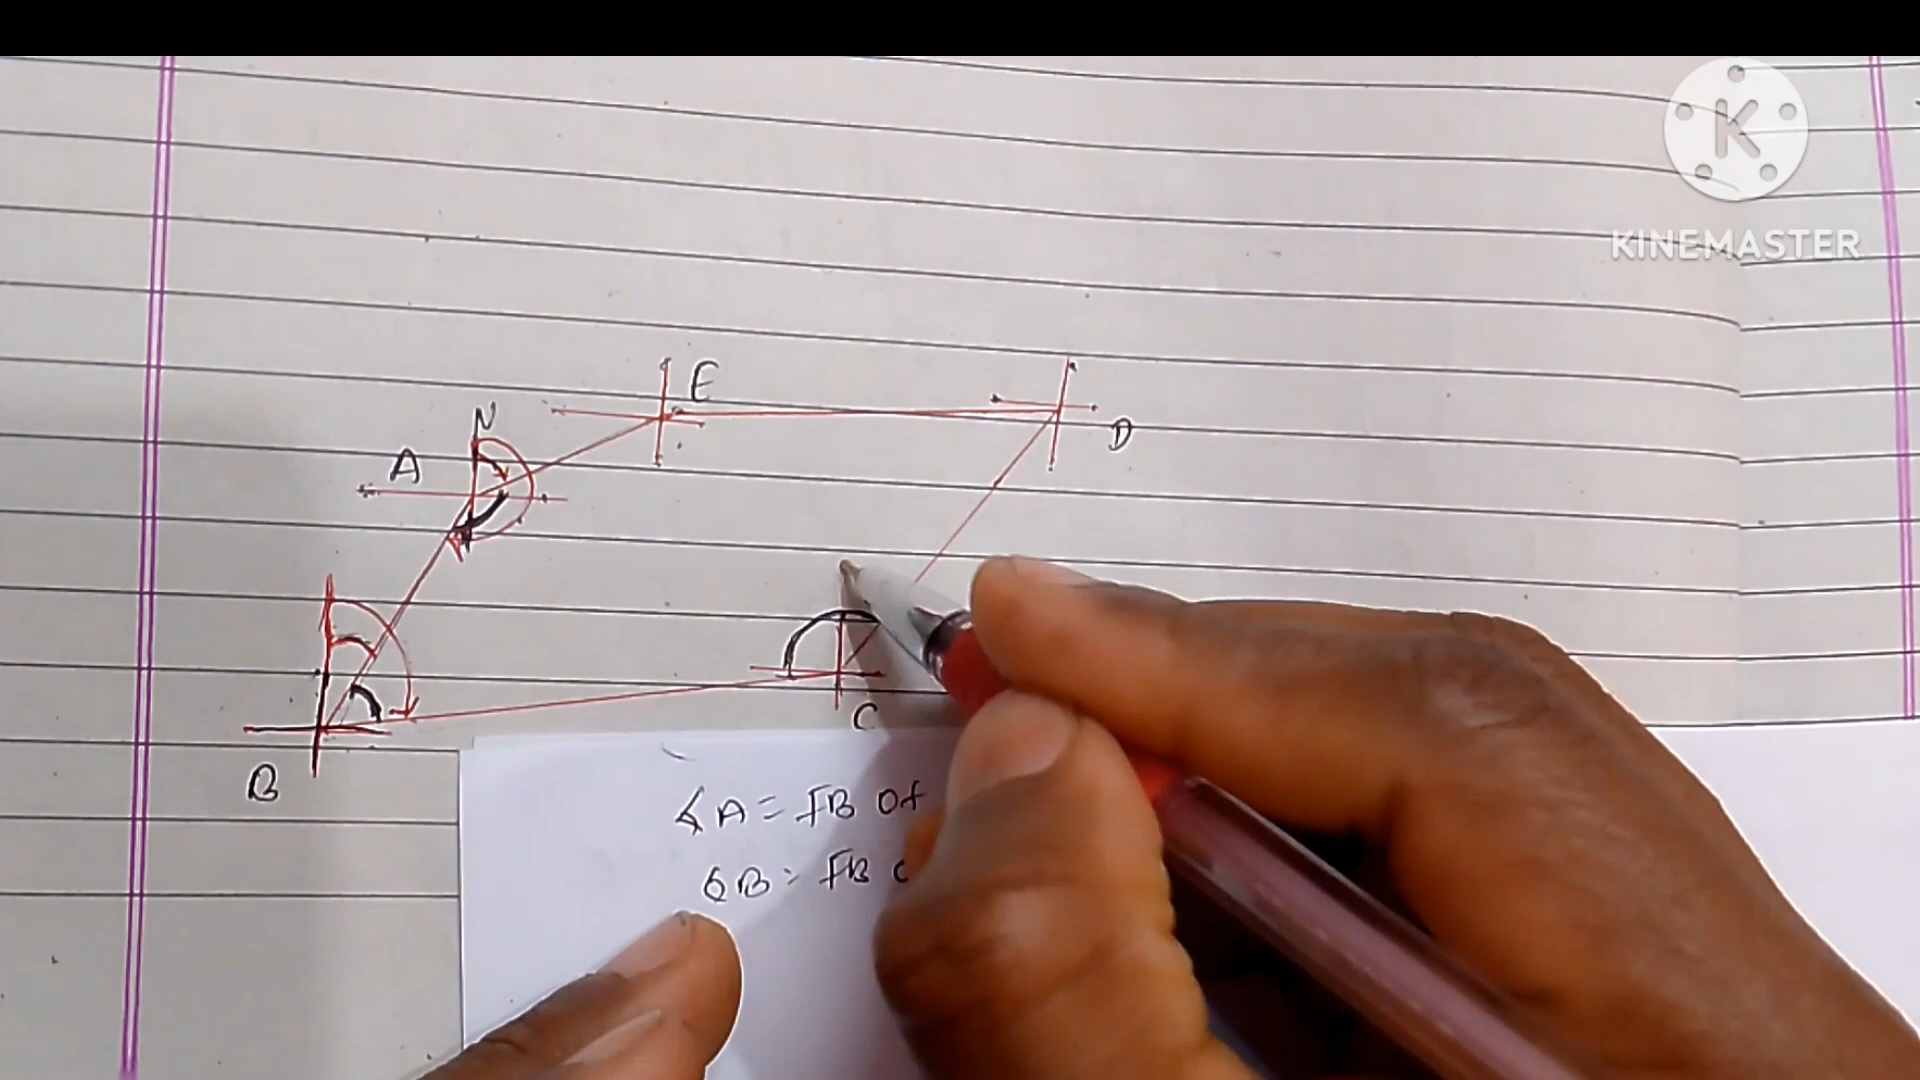 K
KINEMASTER
E
N
A
D
C
B
∡A = FB Of
∡B = FB